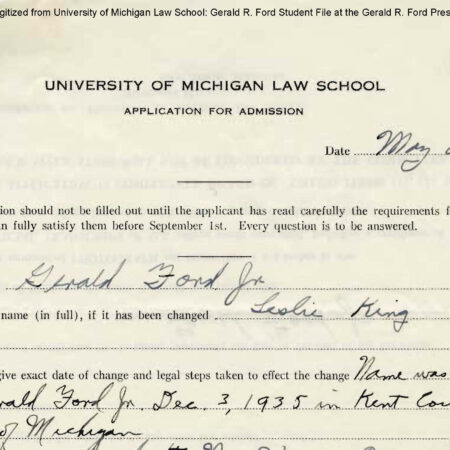 gitized from University of Michigan Law School: Gerald R. Ford Student File at the Gerald R. Ford Pres
UNIVERSITY OF MICHIGAN LAW SCHOOL
APPLICATION FOR ADMISSION
Date May
ion should not be filled out until the applicant has read carefully the requirements f
n fully satisfy them before September 1st. Every question is to be answered.
Gerald Ford Jr
name (in full), if it has been changed Leslie King
give exact date of change and legal steps taken to effect the change Name was
rald Ford Jr. Dec. 3, 1935 in Kent Cou
of Michigan